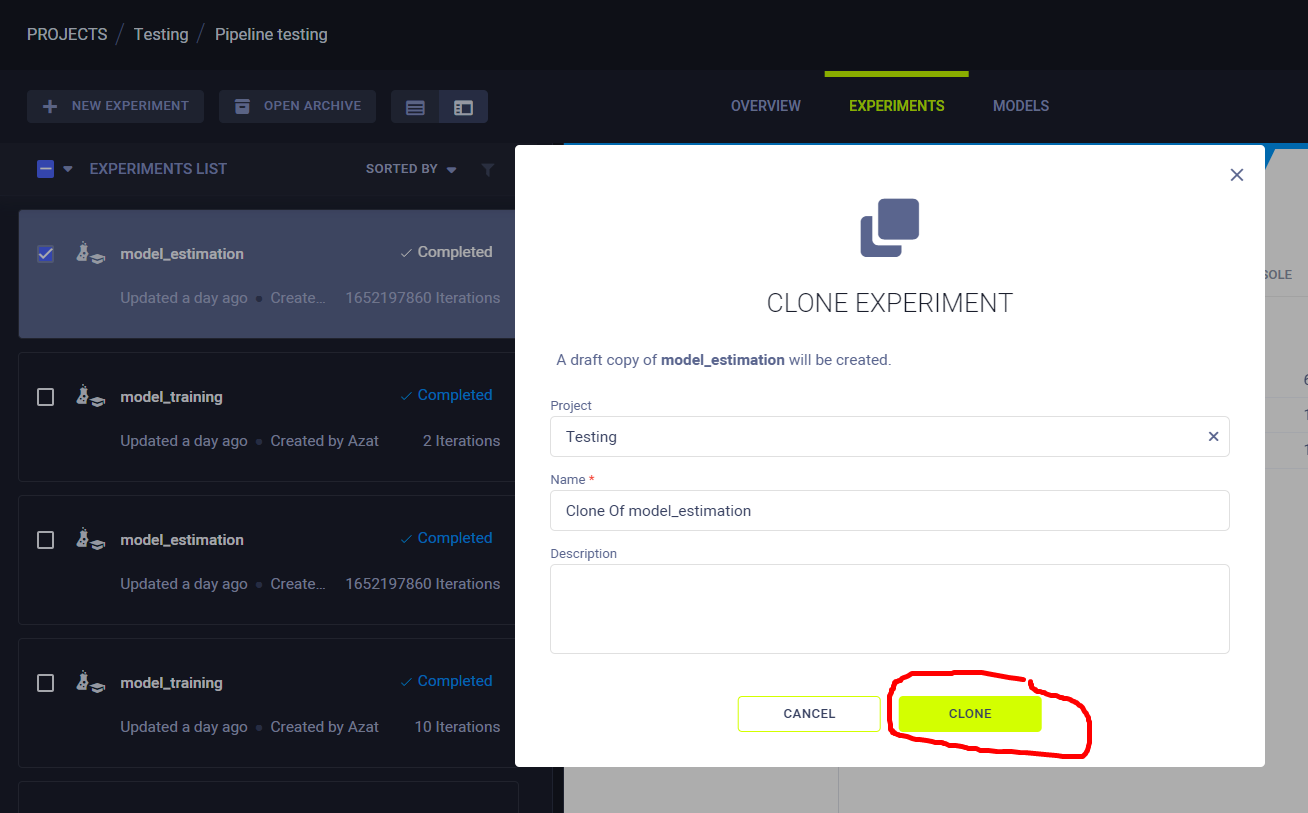 PROJECTS / Testing / Pipeline testing
NEW EXPERIMENT OPEN ARCHIVE OVERVIEW EXPERIMENTS MODELS
EXPERIMENTS LIST SORTED BY
model_estimation Completed
Updated a day ago Create... 1652197860 Iterations
model_training Completed
Updated a day ago Created by Azat 2 Iterations
model_estimation Completed
Updated a day ago Create... 1652197860 Iterations
model_training Completed
Updated a day ago Created by Azat 10 Iterations
CLONE EXPERIMENT
A draft copy of model_estimation will be created.
Project
Testing
Name *
Clone Of model_estimation
Description
CANCEL CLONE